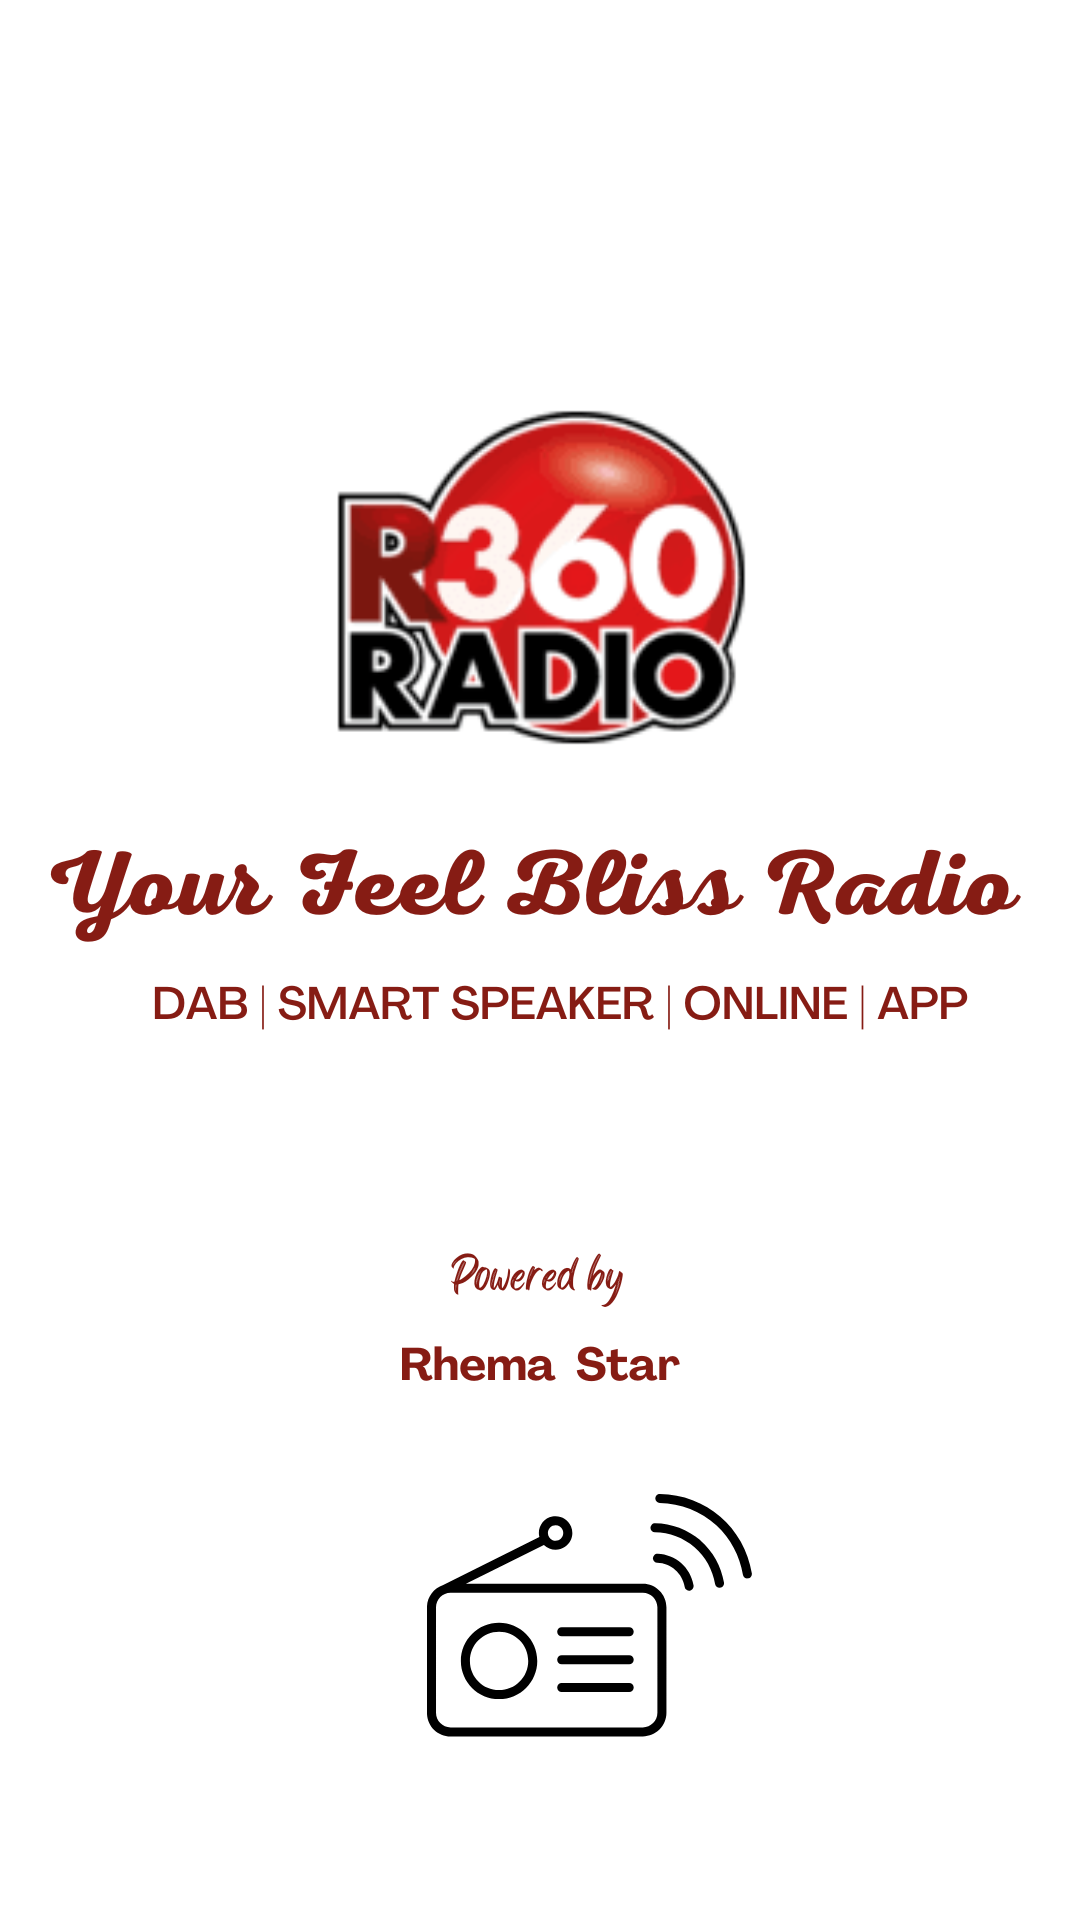 R360
RADIO
Your Feel Bliss Radio
DAB | SMART SPEAKER | ONLINE | APP
Powered by
Rhema Star